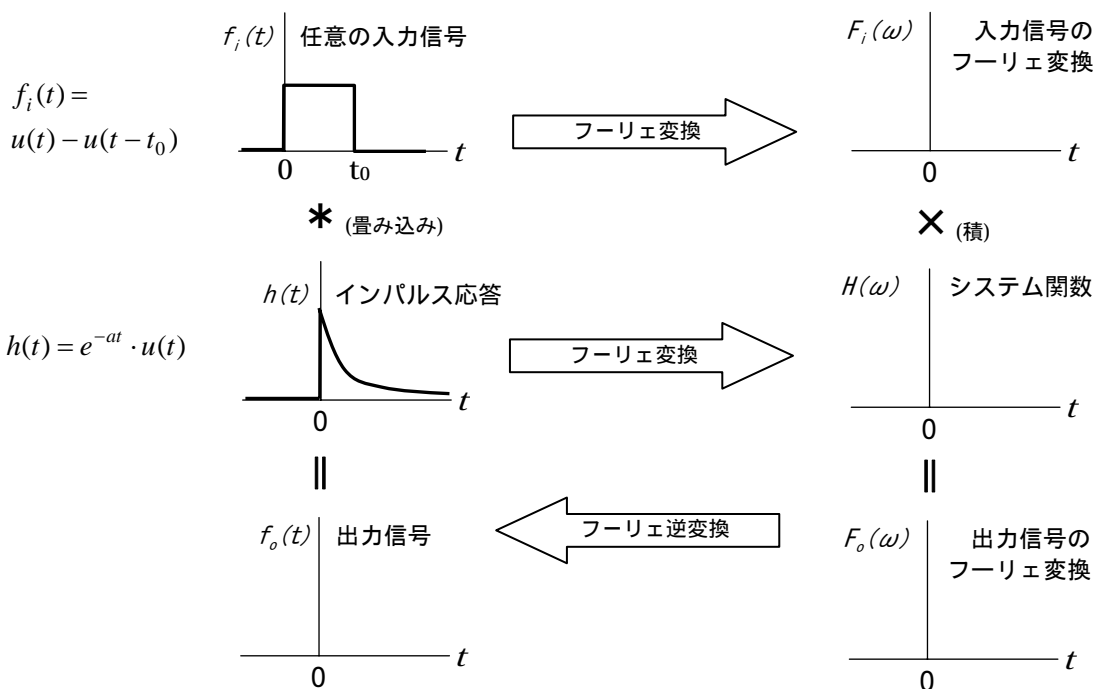 f_i(t) 任意の入力信号
F_i(ω) 入力信号の
フーリェ変換
f_i(t) =
u(t) − u(t − t_0)
フーリェ変換
0 t_0 t
0 t
* (畳み込み)
× (積)
h(t) インパルス応答
H(ω) システム関数
h(t) = e^{−at} · u(t)
フーリェ変換
0 t
0 t
||
||
f_o(t) 出力信号
フーリェ逆変換
F_o(ω) 出力信号の
フーリェ変換
0 t
0 t